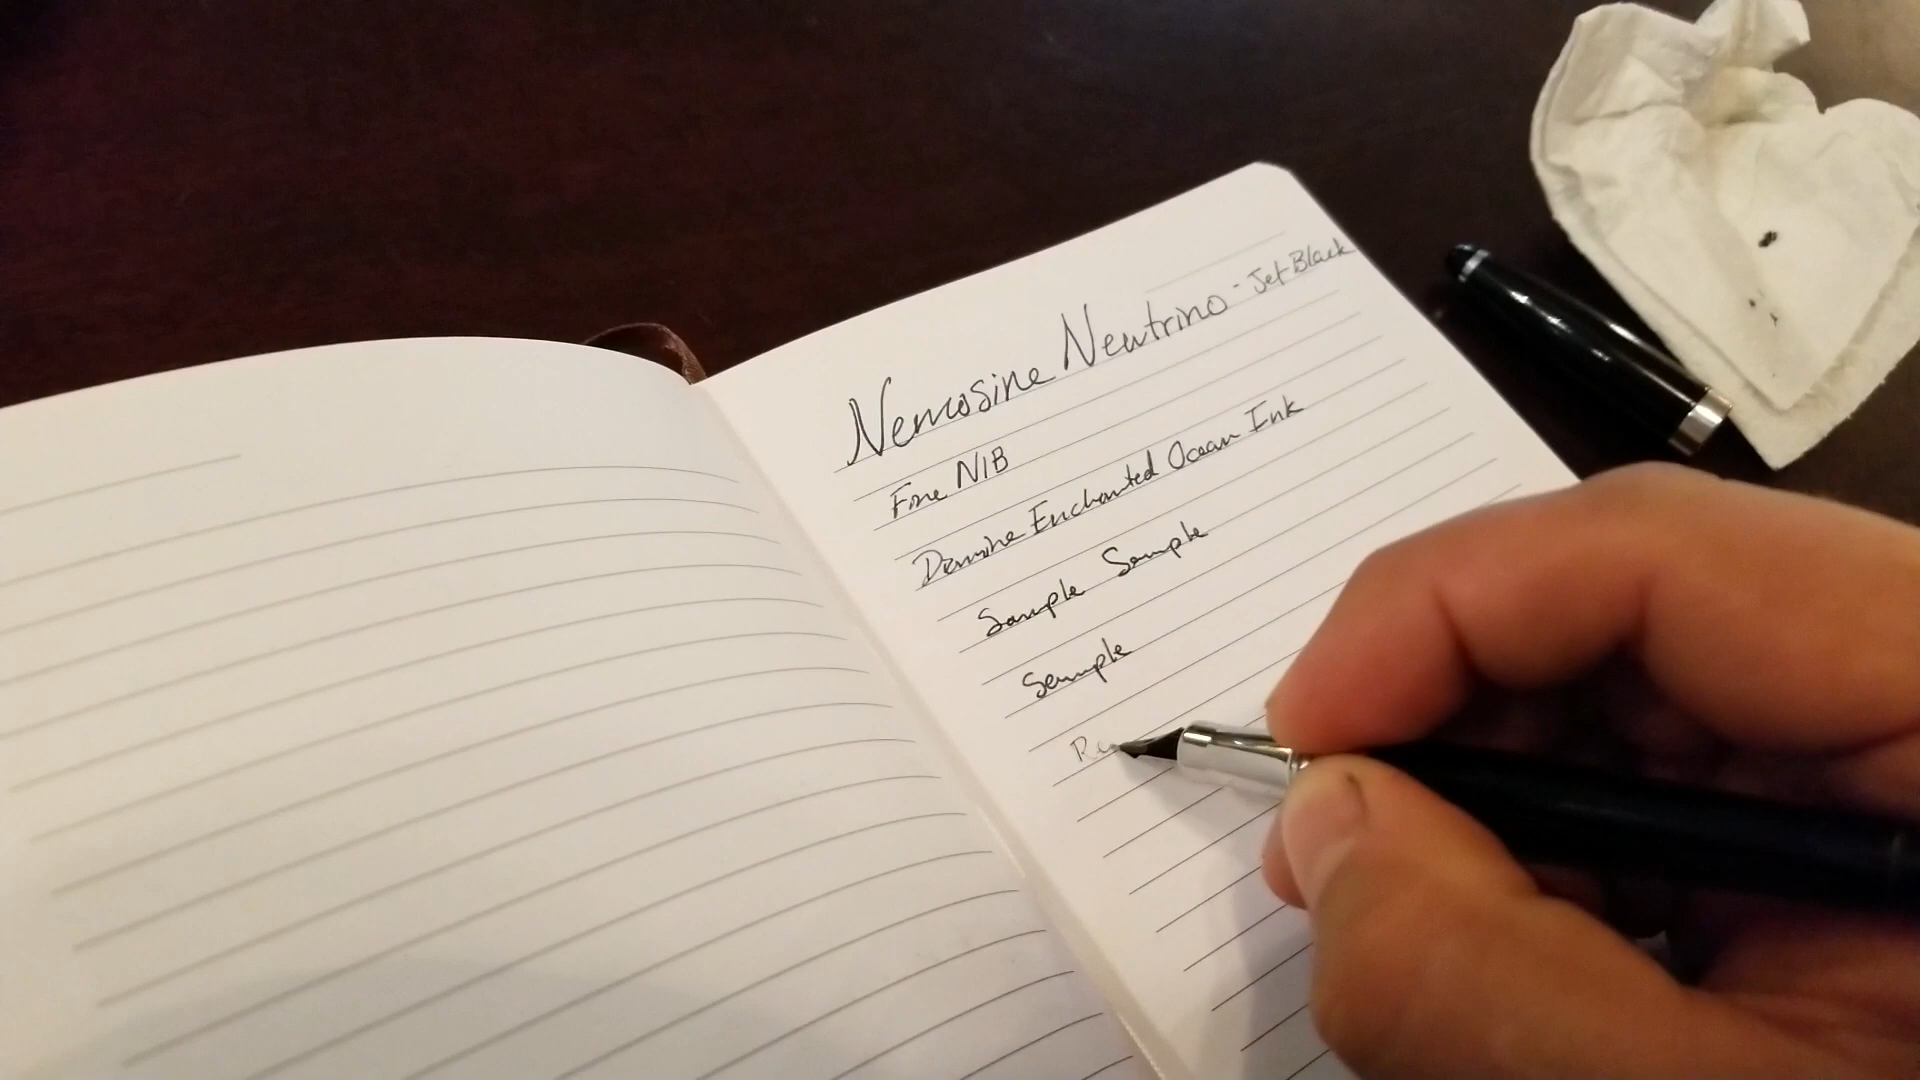 Nemosine Neutrino - Jet Black
Fine NIB
Diamine Enchanted Ocean Ink
Sample Sample
Sample